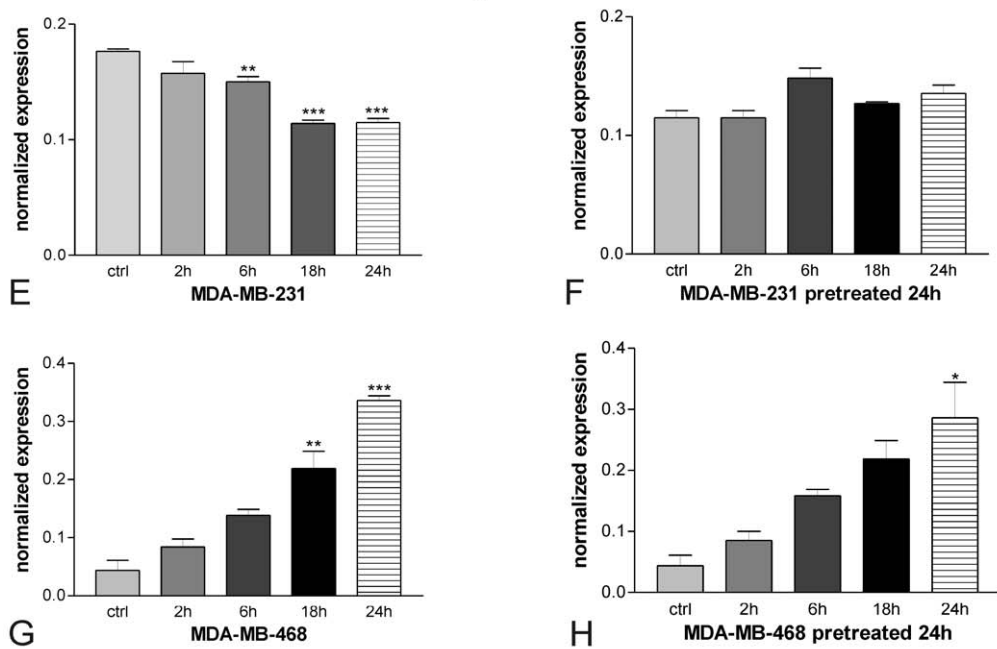 normalized expression
0.2
0.1
0.0
** *** ***
ctrl 2h 6h 18h 24h
E MDA-MB-231
normalized expression
0.2
0.1
0.0
ctrl 2h 6h 18h 24h
F MDA-MB-231 pretreated 24h
normalized expression
0.4
0.3
0.2
0.1
0.0
** ***
ctrl 2h 6h 18h 24h
G MDA-MB-468
normalized expression
0.4
0.3
0.2
0.1
0.0
*
ctrl 2h 6h 18h 24h
H MDA-MB-468 pretreated 24h